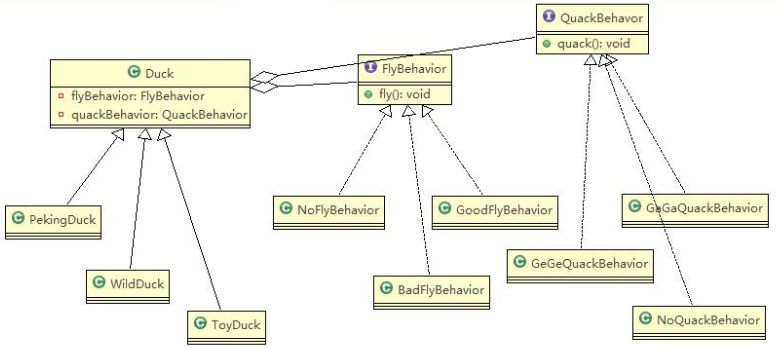 QuackBehavor
quack(): void
Duck
flyBehavior: FlyBehavior
quackBehavior: QuackBehavior
FlyBehavior
fly(): void
PekingDuck
NoFlyBehavior
GoodFlyBehavior
GaGaQuackBehavior
WildDuck
BadFlyBehavior
GeGeQuackBehavior
ToyDuck
NoQuackBehavior